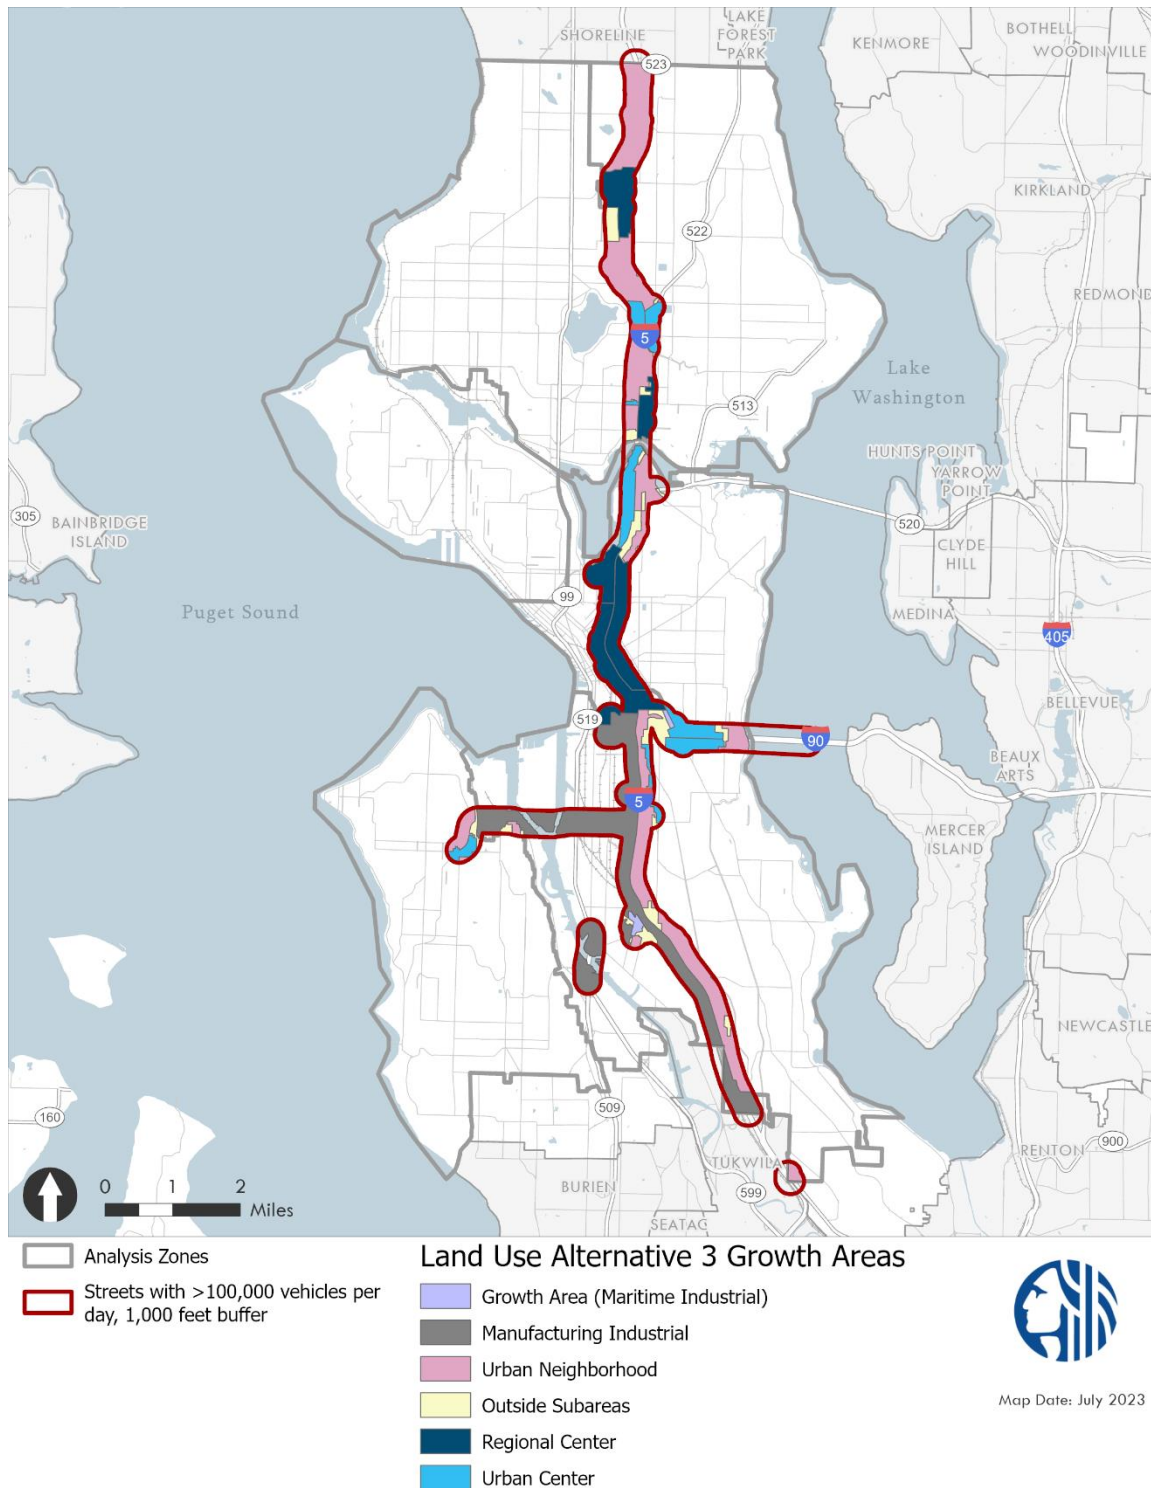 SHORELINE
LAKE
FOREST
PARK
523
KENMORE
BOTHELL
WOODINVILLE
KIRKLAND
522
REDMOND
5
Lake
Washington
513
HUNTS POINT
YARROW
POINT
305
BAINBRIDGE
ISLAND
520
CLYDE
HILL
99
Puget Sound
MEDINA
405
BELLEVUE
519
90
BEAUX
ARTS
5
MERCER
ISLAND
NEWCASTLE
160
509
RENTON
900
TUKWILA
BURIEN
599
SEATAC
0 1 2
Miles
Analysis Zones
Streets with >100,000 vehicles per
day, 1,000 feet buffer
Land Use Alternative 3 Growth Areas
Growth Area (Maritime Industrial)
Manufacturing Industrial
Urban Neighborhood
Outside Subareas
Regional Center
Urban Center
Map Date: July 2023